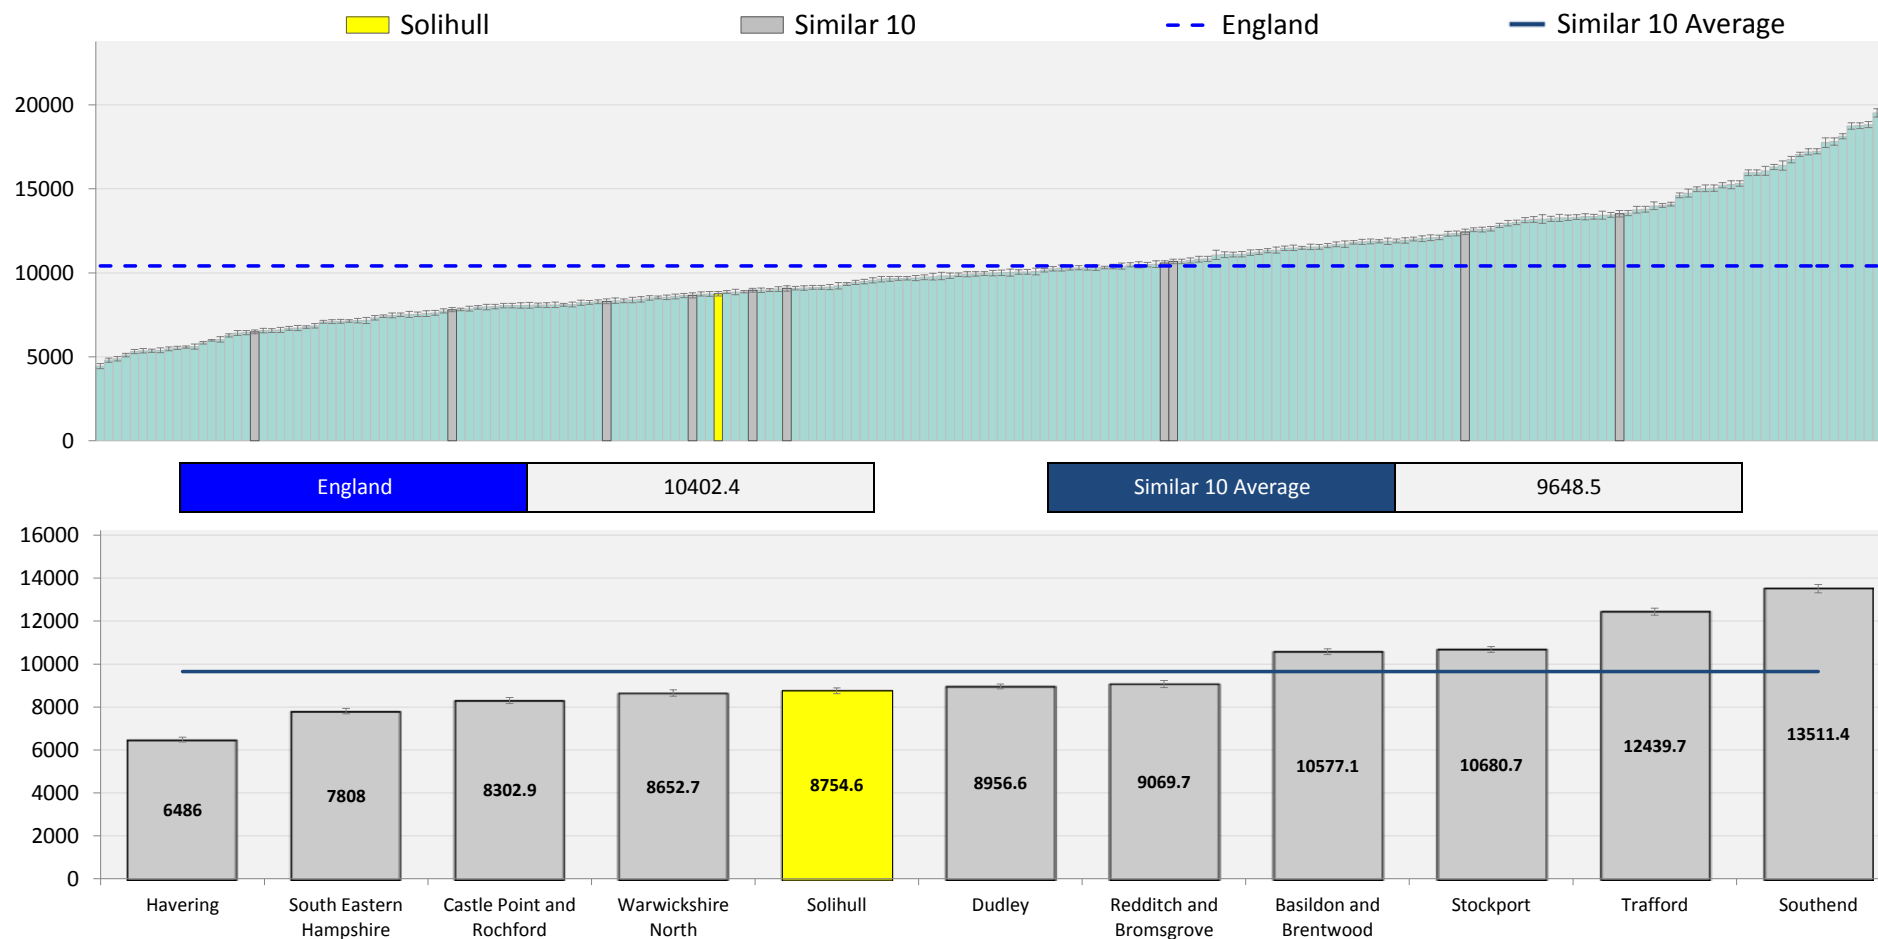 Solihull
Similar 10
England
Similar 10 Average
20000
15000
10000
5000
0
England
10402.4
Similar 10 Average
9648.5
16000
14000
12000
10000
8000
6000
4000
2000
0
6486
7808
8302.9
8652.7
8754.6
8956.6
9069.7
10577.1
10680.7
12439.7
13511.4
Havering
South Eastern
Hampshire
Castle Point and
Rochford
Warwickshire
North
Solihull
Dudley
Redditch and
Bromsgrove
Basildon and
Brentwood
Stockport
Trafford
Southend